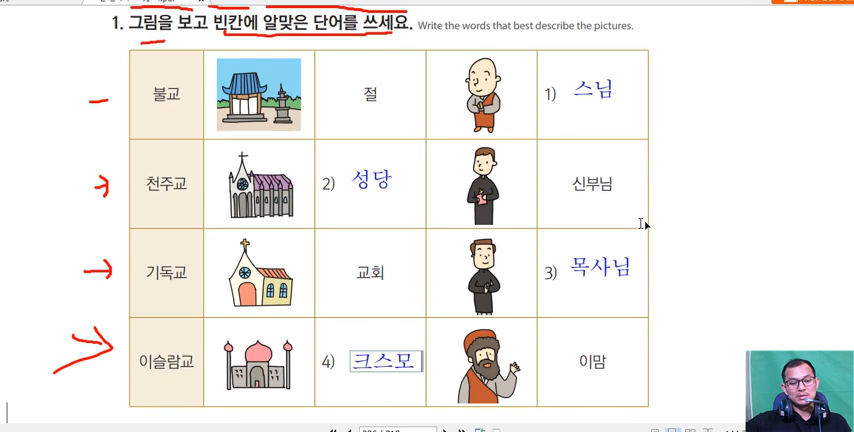 1. 그림을 보고 빈칸에 알맞은 단어를 쓰세요. Write the words that best describe the pictures.
불교 절 1) 스님
천주교 2) 성당 신부님
기독교 교회 3) 목사님
이슬람교 4) 크스모 이맘